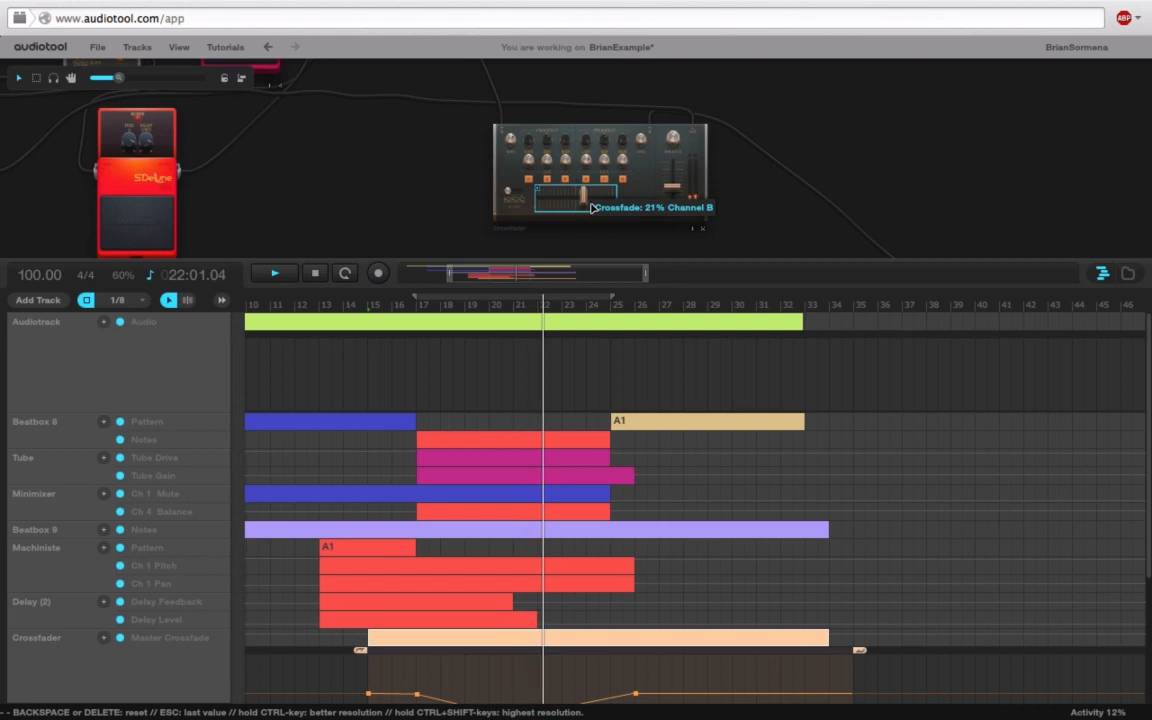 www.audiotool.com/app
ABP
audiotool File Tracks View Tutorials You are working on BrianExample* BrianSormena
Crossfade: 21% Channel B
100.00 4/4 60% 022:01.04
Add Track 1/8 10 11 12 13 14 15 16 17 18 19 20 21 22 23 24 25 26 27 28 29 30 31 32 33 34 35 36 37 38 39 40 41 42 43 44 45 46
Audiotrack Audio
Beatbox 8 Pattern A1
Notes
Tube Tube Drive
Tube Gain
Minimixer Ch 1 Mute
Ch 4 Balance
Beatbox 9 Notes
Machiniste Pattern A1
Ch 1 Pitch
Ch 1 Pan
Delay (2) Delay Feedback
Delay Level
Crossfader Master Crossfade
- - BACKSPACE or DELETE: reset // ESC: last value // hold CTRL-key: better resolution // hold CTRL+SHIFT-keys: highest resolution. Activity 12%